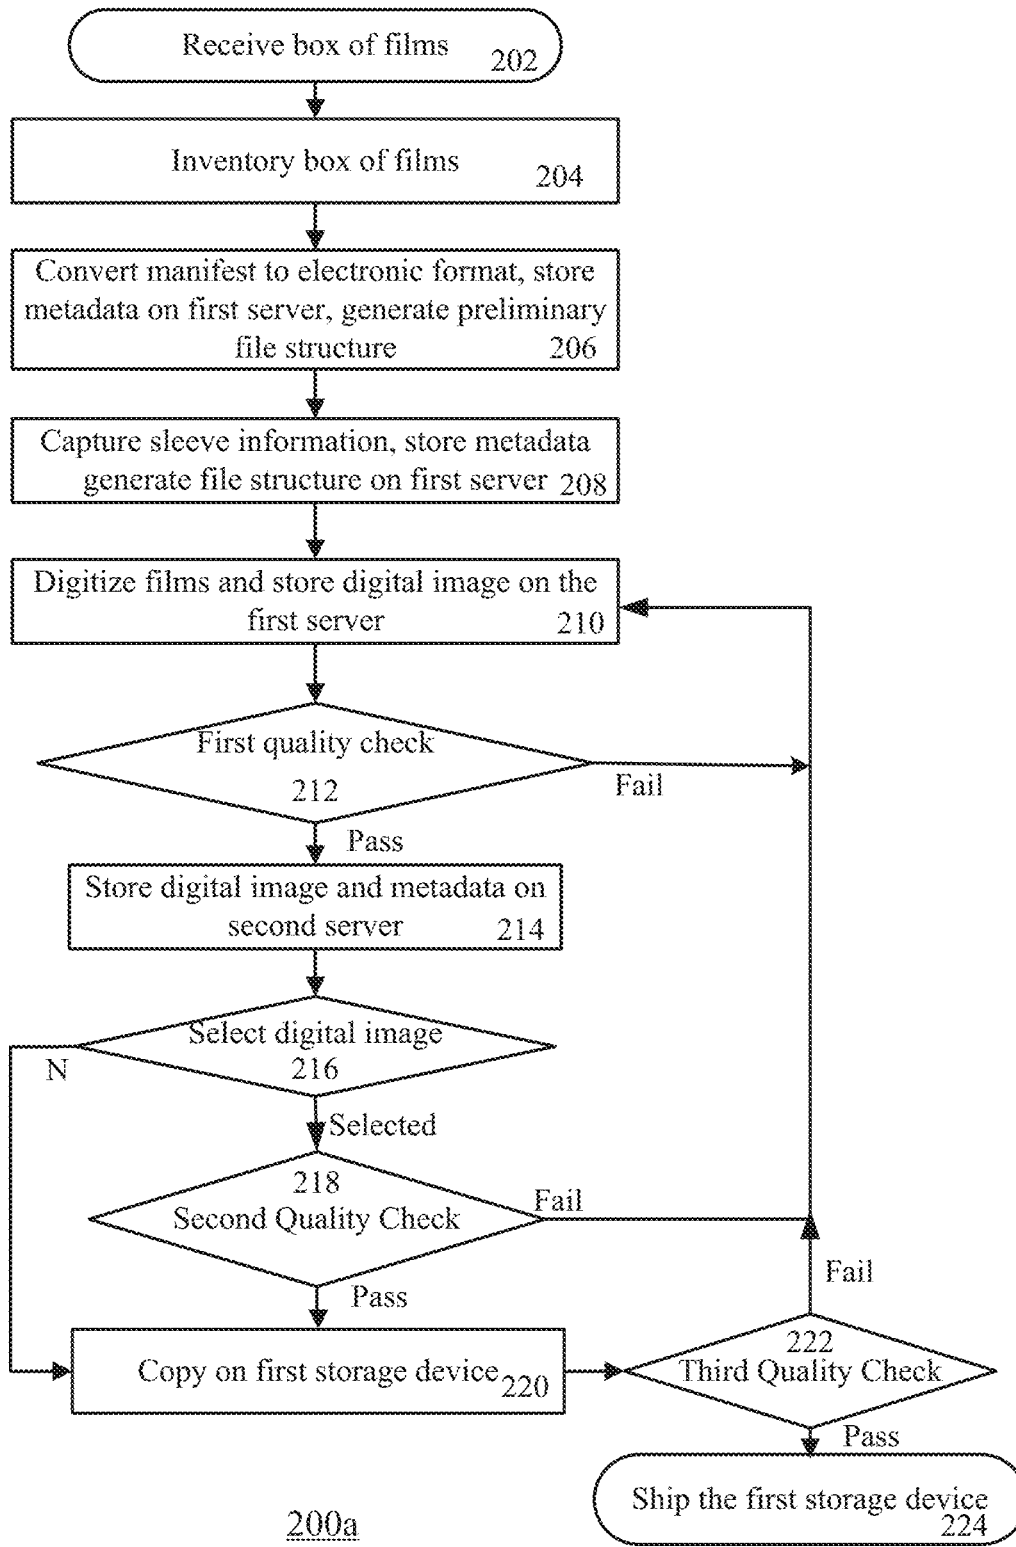 Receive box of films
202
Inventory box of films
204
Convert manifest to electronic format, store
metadata on first server, generate preliminary
file structure
206
Capture sleeve information, store metadata
generate file structure on first server 208
Digitize films and store digital image on the
first server
210
First quality check
212
Fail
Pass
Store digital image and metadata on
second server
214
Select digital image
216
N
Selected
218
Second Quality Check
Fail
Pass
Fail
Copy on first storage device 220
222
Third Quality Check
Pass
Ship the first storage device
224
200a